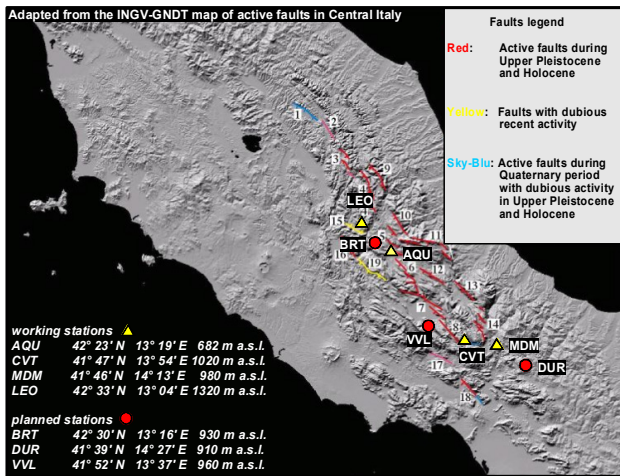 Adapted from the INGV-GNDT map of active faults in Central Italy
Faults legend
Red: Active faults during
Upper Pleistocene
and Holocene
Yellow: Faults with dubious
recent activity
Sky-Blu: Active faults during
Quaternary period
with dubious activity
in Upper Pleistocene
and Holocene
1
2
3
9
4
LEO
10
15
5
11
BRT
AQU
16
19
6
12
13
7
8
14
VVL
CVT
MDM
17
DUR
18
working stations
AQU 42° 23' N 13° 19' E 682 m a.s.l.
CVT 41° 47' N 13° 54' E 1020 m a.s.l.
MDM 41° 46' N 14° 13' E 980 m a.s.l.
LEO 42° 33' N 13° 04' E 1320 m a.s.l.
planned stations
BRT 42° 30' N 13° 16' E 930 m a.s.l.
DUR 41° 39' N 14° 27' E 910 m a.s.l.
VVL 41° 52' N 13° 37' E 960 m a.s.l.